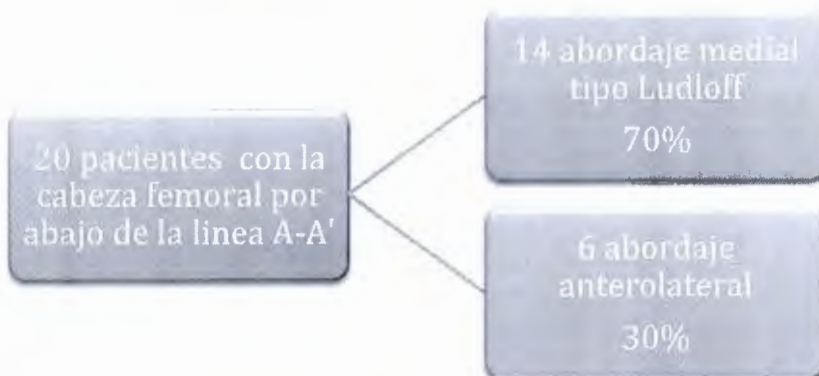 20 pacientes con la
cabeza femoral por
abajo de la linea A-A'
14 abordaje medial
tipo Ludloff
70%
6 abordaje
anterolateral
30%